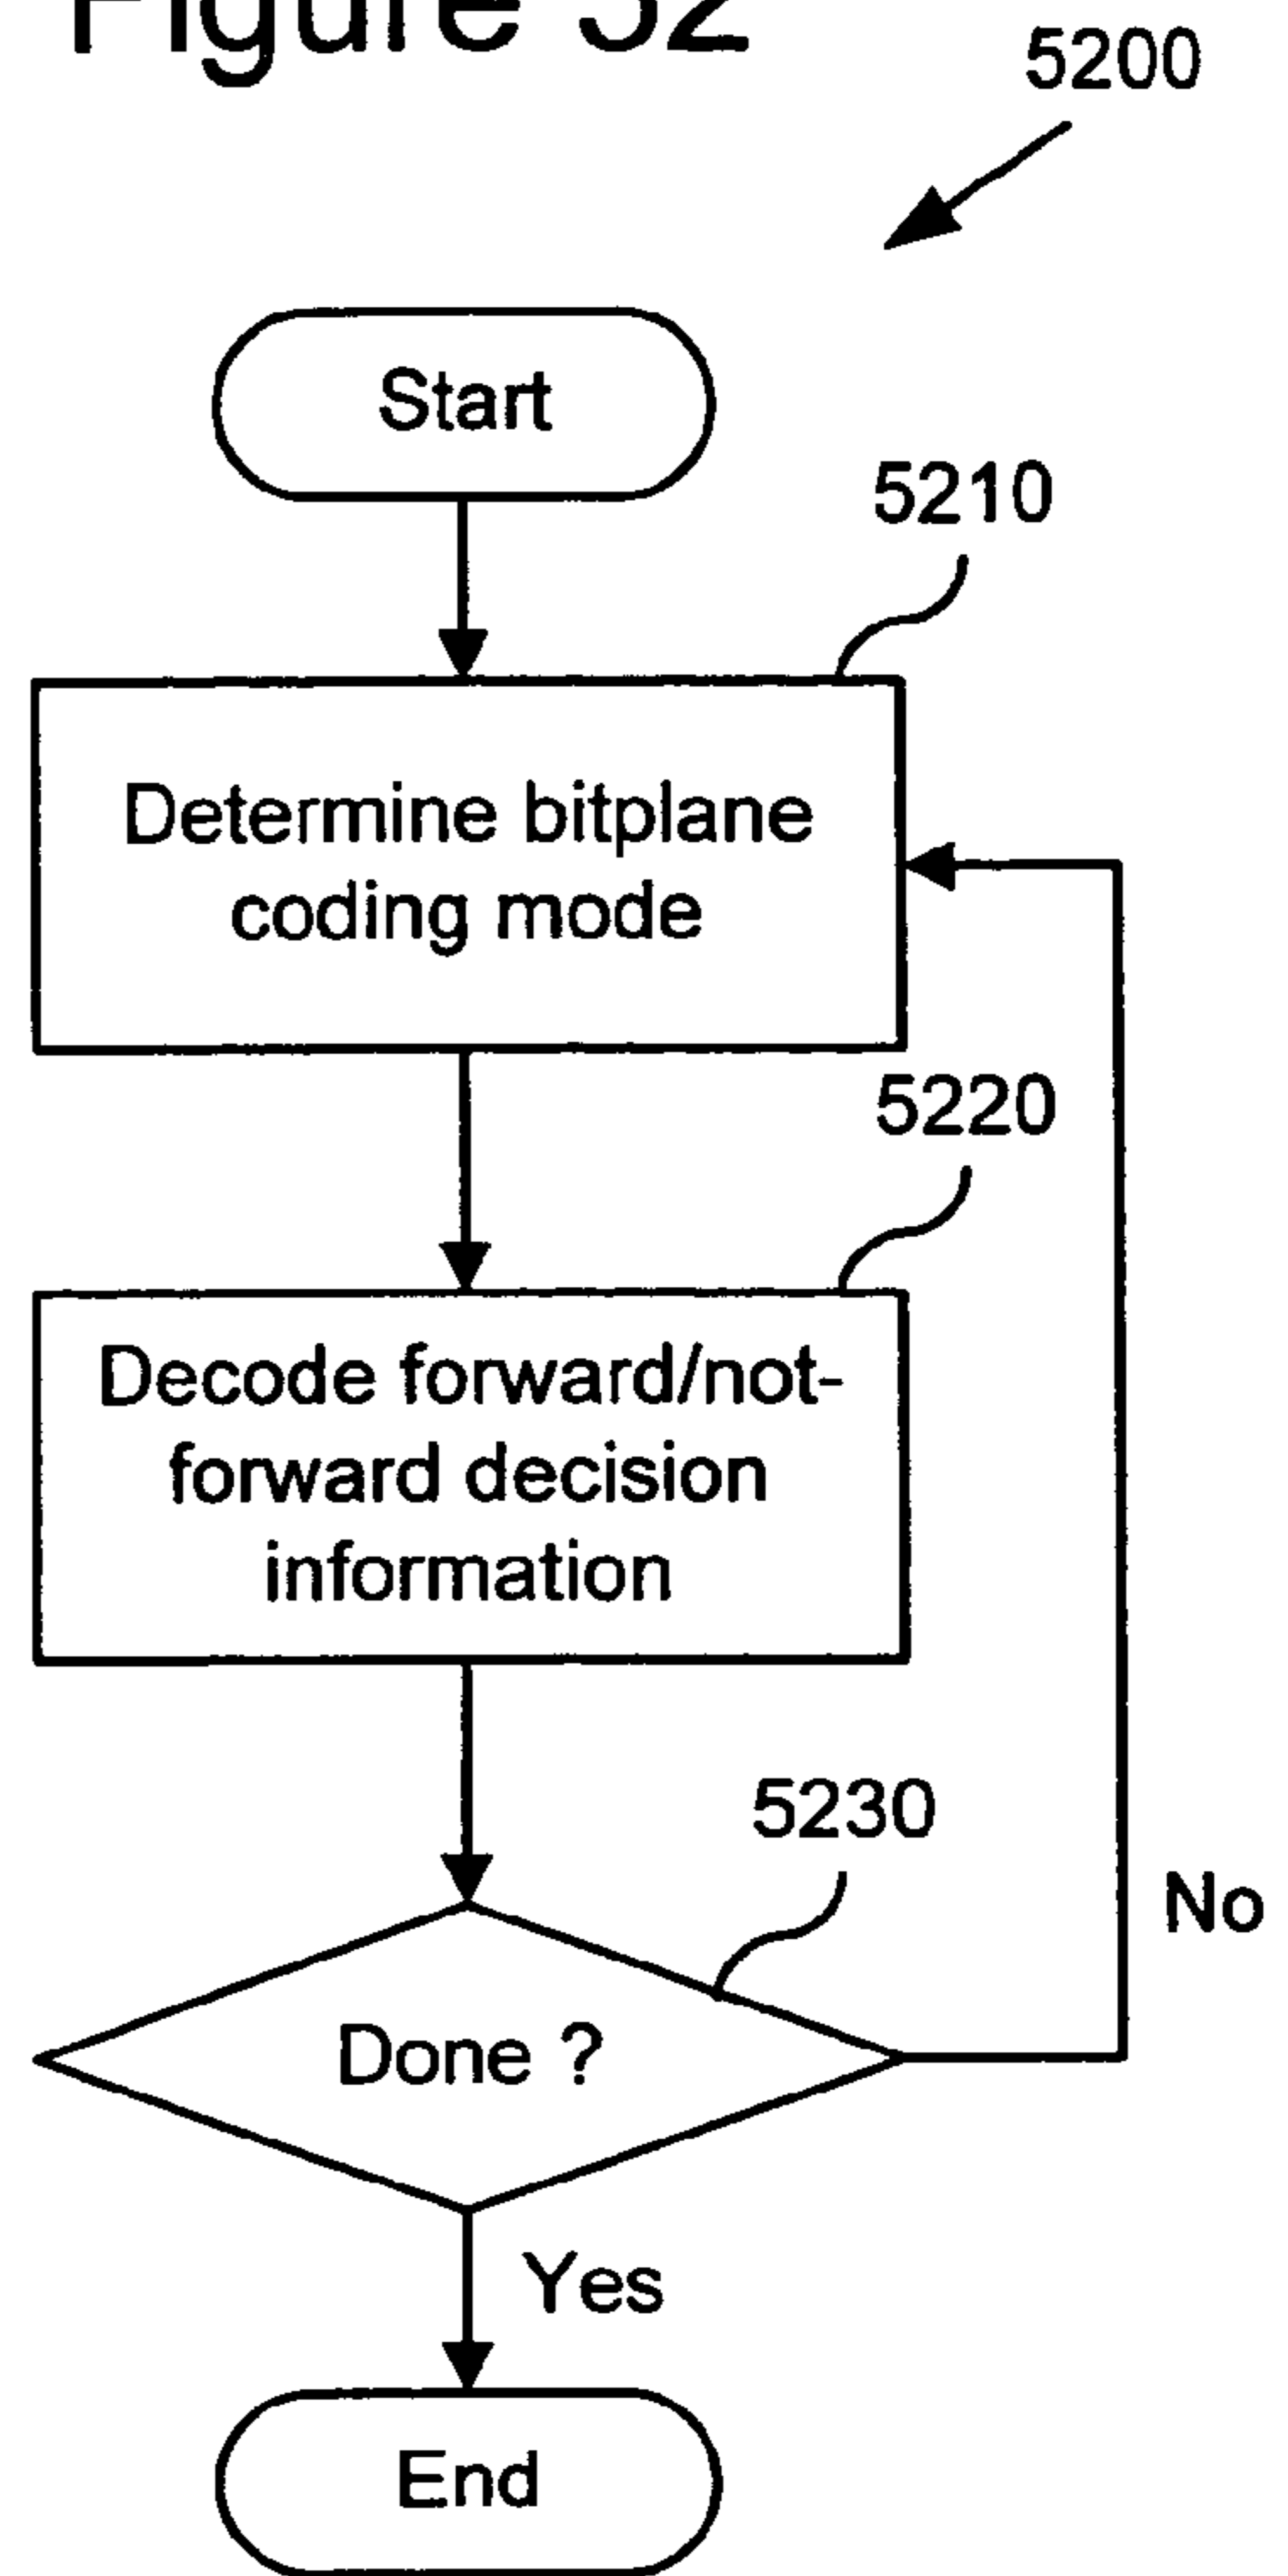 Figure 52
5200
Start
5210
Determine bitplane
coding mode
5220
Decode forward/not-
forward decision
information
5230
No
Done ?
Yes
End